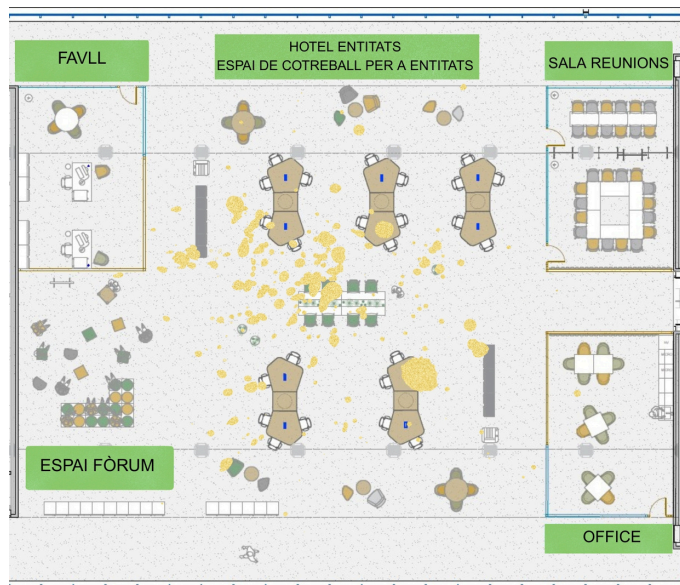 FAVLL
HOTEL ENTITATS
ESPAI DE COTREBALL PER A ENTITATS
SALA REUNIONS
ESPAI FÒRUM
OFFICE